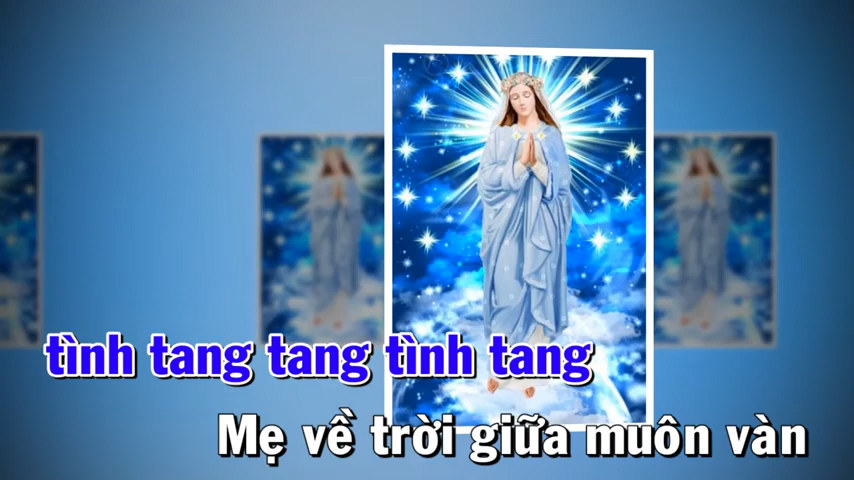 tình tang tang tình tang
Mẹ về trời giữa muôn vàn